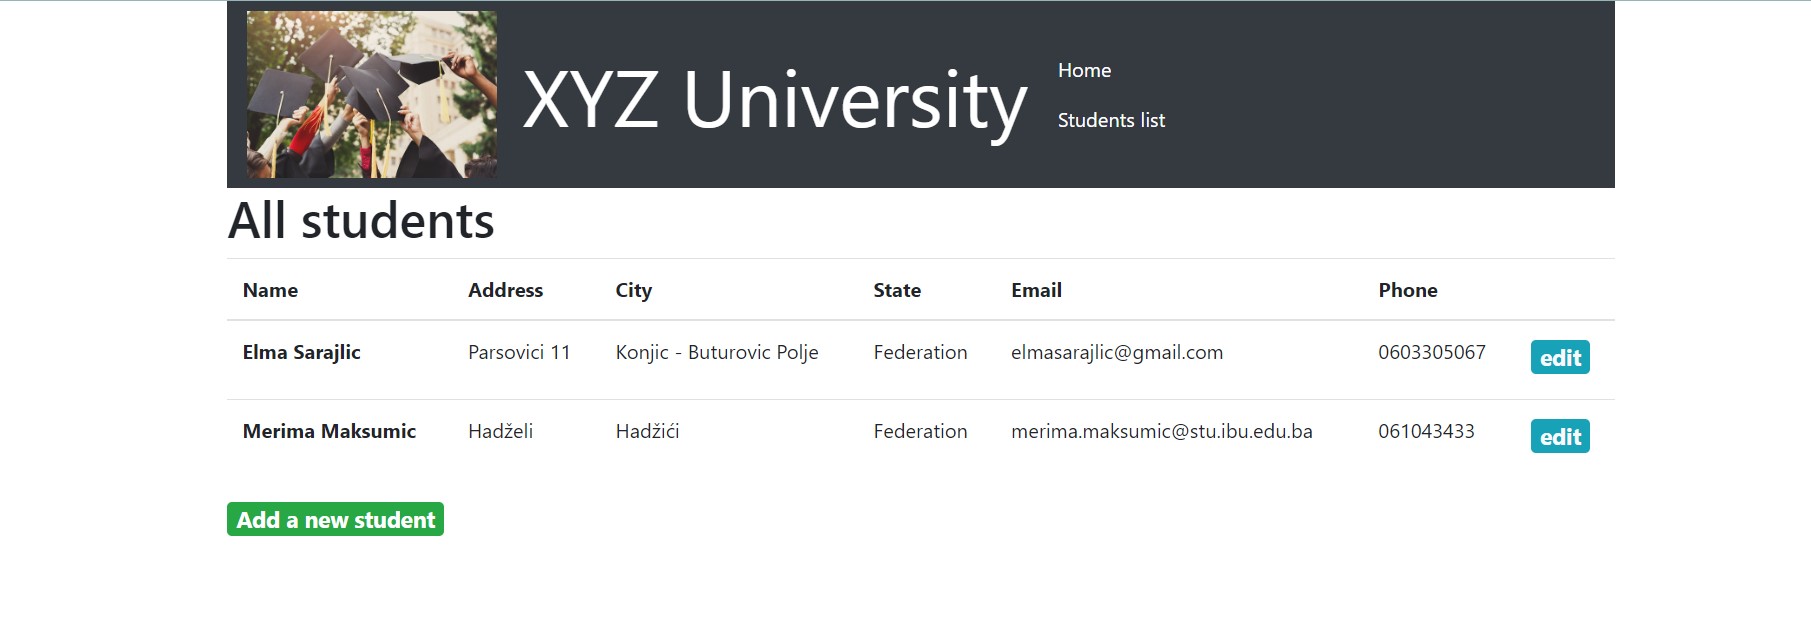 XYZ University
Home
Students list
All students
Name Address City State Email Phone
Elma Sarajlic Parsovici 11 Konjic - Buturovic Polje Federation elmasarajlic@gmail.com 0603305067 edit
Merima Maksumic Hadželi Hadžići Federation merima.maksumic@stu.ibu.edu.ba 061043433 edit
Add a new student